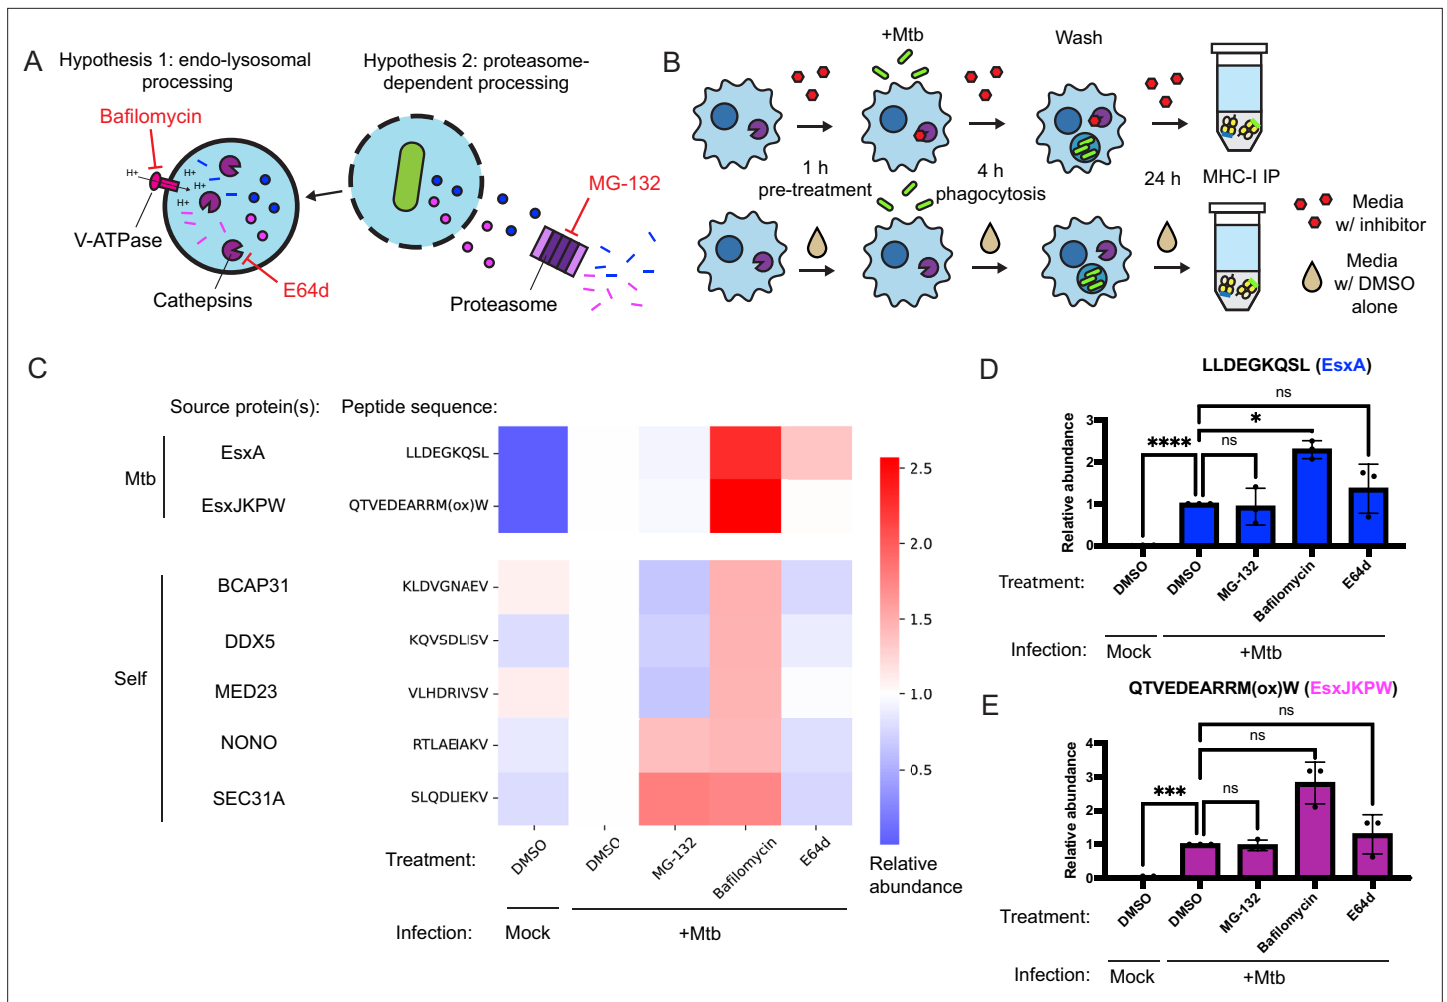 A
Hypothesis 1: endo-lysosomal
processing
Hypothesis 2: proteasome-
dependent processing
Bafilomycin
H+
H+
H+
H+
V-ATPase
Cathepsins
E64d
MG-132
Proteasome
B
+Mtb
Wash
1 h
pre-treatment
4 h
phagocytosis
24 h
MHC-I IP
Media
w/ inhibitor
Media
w/ DMSO
alone
C
Source protein(s):
Peptide sequence:
Mtb
EsxA
LLDEGKQSL
EsxJKPW
QTVEDEARRM(ox)W
Self
BCAP31
KLDVGNAEV
DDX5
KQVSDLISV
MED23
VLHDRIVSV
NONO
RTLAEIAKV
SEC31A
SLQDLIEKV
2.5
2.0
1.5
1.0
0.5
Relative
abundance
Treatment:
DMSO
DMSO
MG-132
Bafilomycin
E64d
Infection:
Mock
+Mtb
D
LLDEGKQSL (EsxA)
ns
*
****
ns
Relative abundance
3
2
1
0
Treatment:
DMSO
DMSO
MG-132
Bafilomycin
E64d
Infection:
Mock
+Mtb
E
QTVEDEARRM(ox)W (EsxJKPW)
ns
ns
***
ns
Relative abundance
4
3
2
1
0
Treatment:
DMSO
DMSO
MG-132
Bafilomycin
E64d
Infection:
Mock
+Mtb